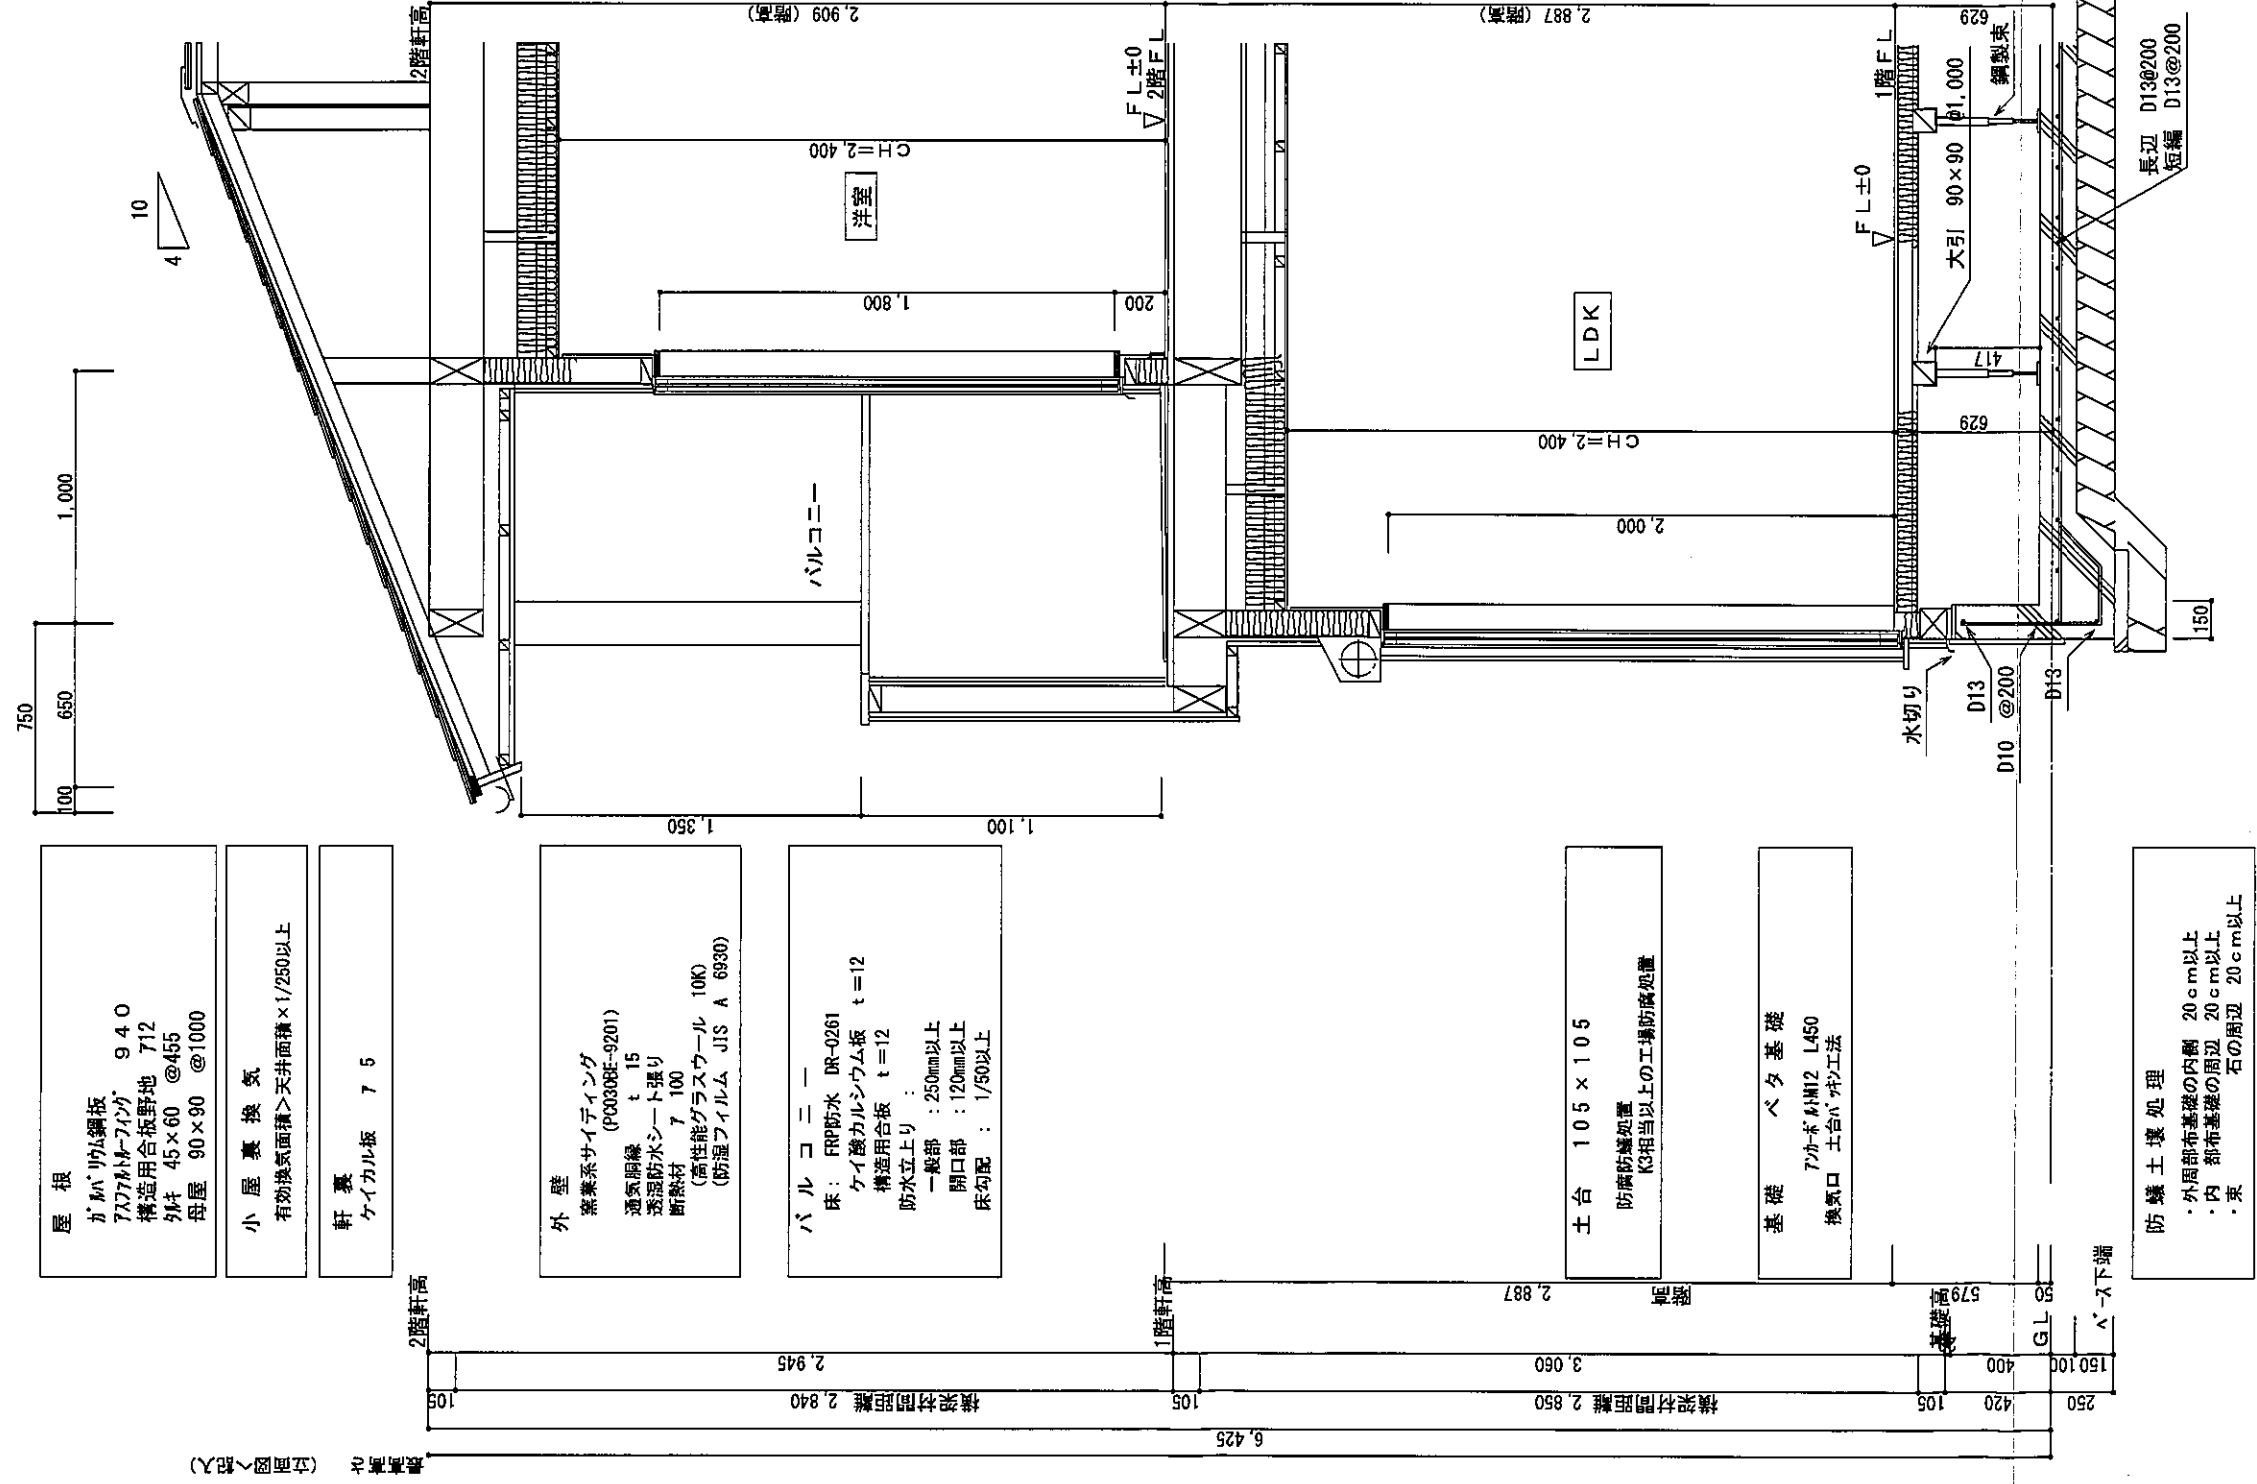 屋 根
ガルバリウム鋼板
アスファルトルーフィング ９４０
構造用合板野地 ｱ12
タルキ 45×60 @455
母屋 90×90 @1000
小 屋 裏 換 気
有効換気面積＞天井面積×1/250以上
軒 裏
ケイカル板 ｱ 5
外 壁
窯業系サイディング
(PC030BE-9201)
通気胴縁 t 15
透湿防水シート張り
断熱材 ｱ 100
(高性能グラスウール 10K)
(防湿フィルム JIS A 6930)
バ ル コ ニ ー
床： FRP防水 DR-0261
ケイ酸カルシウム板 t＝12
構造用合板 t＝12
防水立上り ：
一般部 ：250mm以上
開口部 ：120mm以上
床勾配 ： 1/50以上
土 台 １０５×１０５
防腐防蟻処置
K3相当以上の工場防腐処置
基 礎 ベ タ 基 礎
アンカーボルトM12 L450
換気口 土台パッキン工法
防 蟻 土 壌 処 理
・外周部布基礎の内側 20cm以上
・内 部布基礎の周辺 20cm以上
・束 石の周辺 20cm以上
750
100
650
1,000
10
4
2階軒高
2,909 (階高)
2,887 (階高)
629
CH=2,400
洋室
1,800
200
FL±0
2階FL
バルコニー
1,350
1,100
LDK
CH=2,400
2,000
FL±0
1階FL
大引 90×90 @1,000
鋼製束
417
629
水切り
D13
D10 @200
D13
150
長辺 D13@200
短編 D13@200
2階軒高
1階軒高
階高 2,887
579
50
基礎高
GL
ベース下端
2,945
3,060
400
100
150
105
横架材間距離 2,840
105
横架材間距離 2,850
105
420
250
6,425
最高高さ
(立面図へ記入)